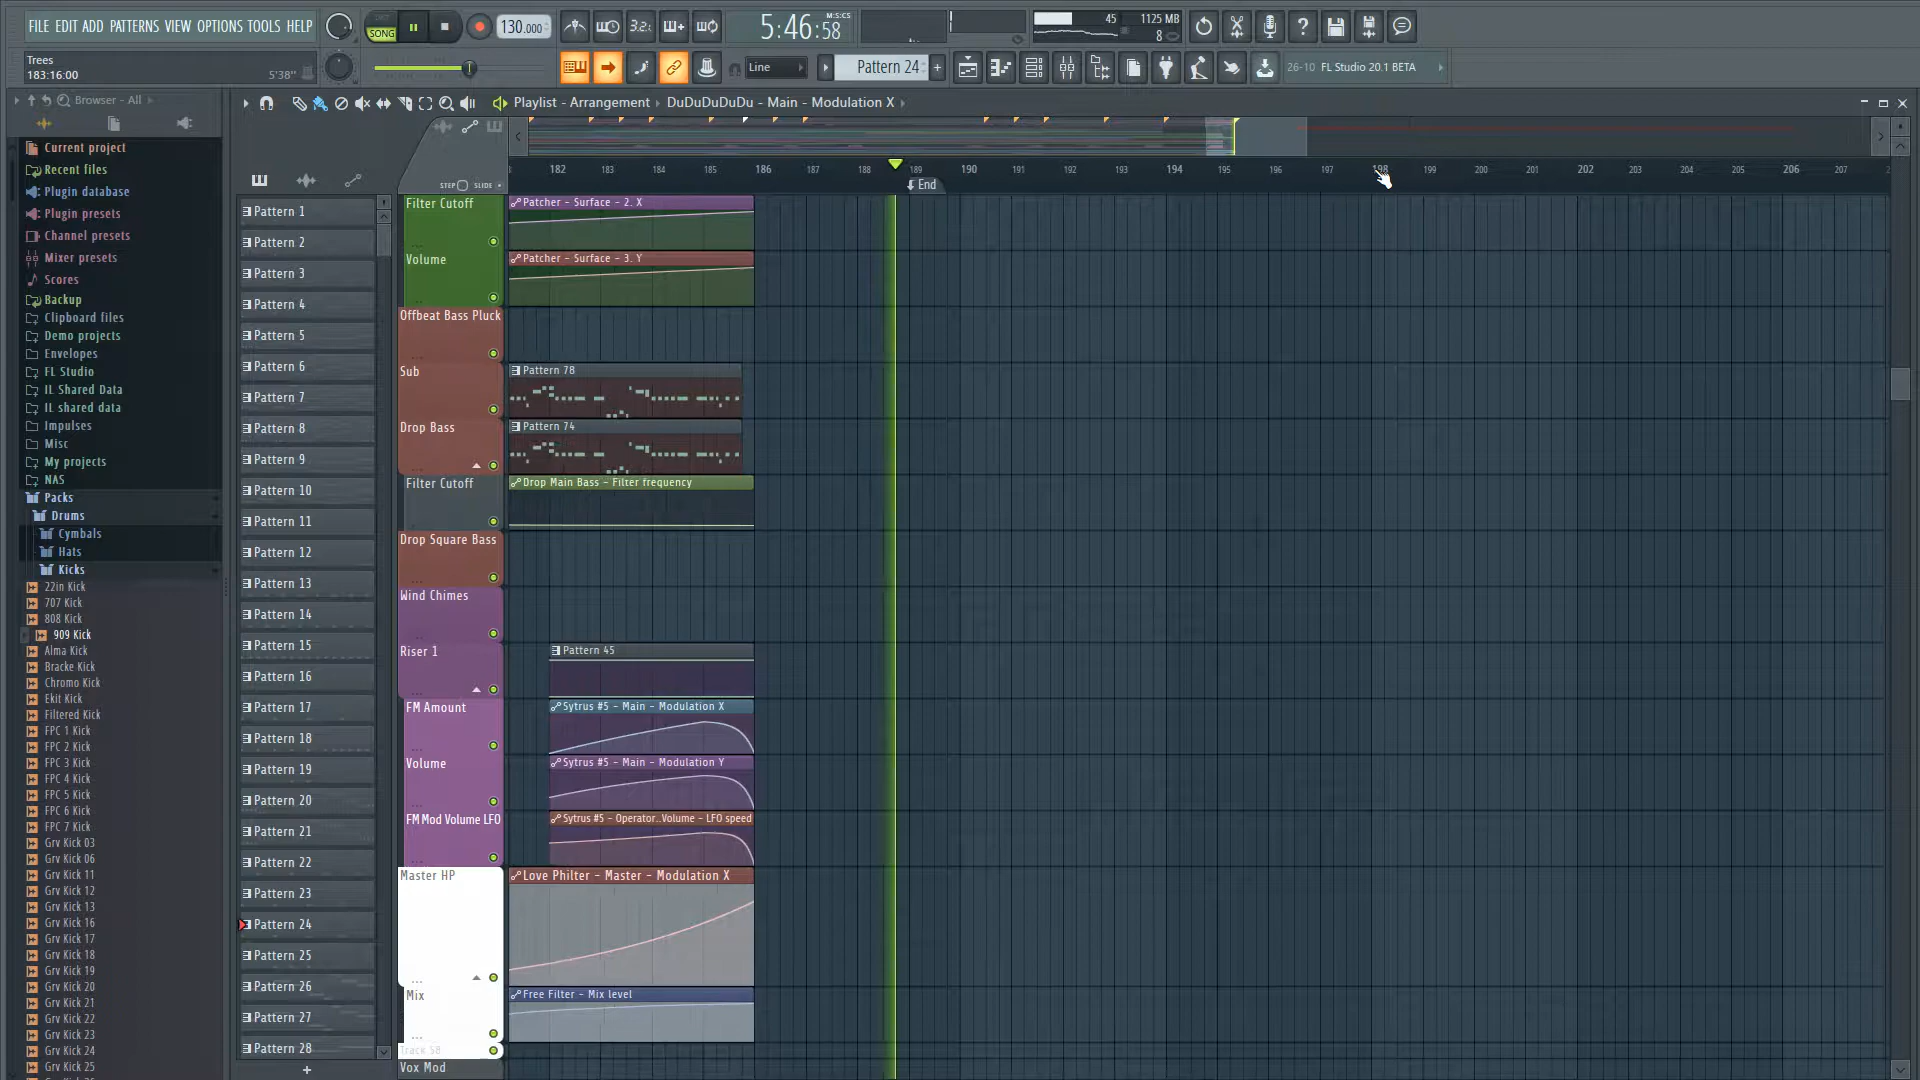 FILE EDIT ADD PATTERNS VIEW OPTIONS TOOLS HELP
SONG
130.000
3.2:
5:46:58
M:S:CS
45
1125 MB
8
Trees
183:16:00
5'38"
Line
Pattern 24
26-10 FL Studio 20.1 BETA
Browser - All
Playlist - Arrangement
DuDuDuDuDu - Main - Modulation X
STEP
SLIDE
182 183 184 185 186 187 188 189 190 191 192 193 194 195 196 197 198 199 200 201 202 203 204 205 206 207
End
Current project
Recent files
Plugin database
Plugin presets
Channel presets
Mixer presets
Scores
Backup
Clipboard files
Demo projects
Envelopes
FL Studio
IL Shared Data
IL shared data
Impulses
Misc
My projects
NAS
Packs
Drums
Cymbals
Hats
Kicks
22in Kick
707 Kick
808 Kick
909 Kick
Alma Kick
Bracke Kick
Chromo Kick
Ekit Kick
Filtered Kick
FPC 1 Kick
FPC 2 Kick
FPC 3 Kick
FPC 4 Kick
FPC 5 Kick
FPC 6 Kick
FPC 7 Kick
Grv Kick 03
Grv Kick 06
Grv Kick 11
Grv Kick 12
Grv Kick 13
Grv Kick 16
Grv Kick 17
Grv Kick 18
Grv Kick 19
Grv Kick 20
Grv Kick 21
Grv Kick 22
Grv Kick 23
Grv Kick 24
Grv Kick 25
Pattern 1
Pattern 2
Pattern 3
Pattern 4
Pattern 5
Pattern 6
Pattern 7
Pattern 8
Pattern 9
Pattern 10
Pattern 11
Pattern 12
Pattern 13
Pattern 14
Pattern 15
Pattern 16
Pattern 17
Pattern 18
Pattern 19
Pattern 20
Pattern 21
Pattern 22
Pattern 23
Pattern 24
Pattern 25
Pattern 26
Pattern 27
Pattern 28
+
Filter Cutoff
Patcher - Surface - 2. X
Volume
Patcher - Surface - 3. Y
Offbeat Bass Pluck
Sub
Pattern 78
Drop Bass
Pattern 74
Filter Cutoff
Drop Main Bass - Filter frequency
Drop Square Bass
Wind Chimes
Riser 1
Pattern 45
FM Amount
Sytrus #5 - Main - Modulation X
Volume
Sytrus #5 - Main - Modulation Y
FM Mod Volume LFO
Sytrus #5 - Operator..Volume - LFO speed
Master HP
Love Philter - Master - Modulation X
Mix
Free Filter - Mix level
Track 58
Vox Mod